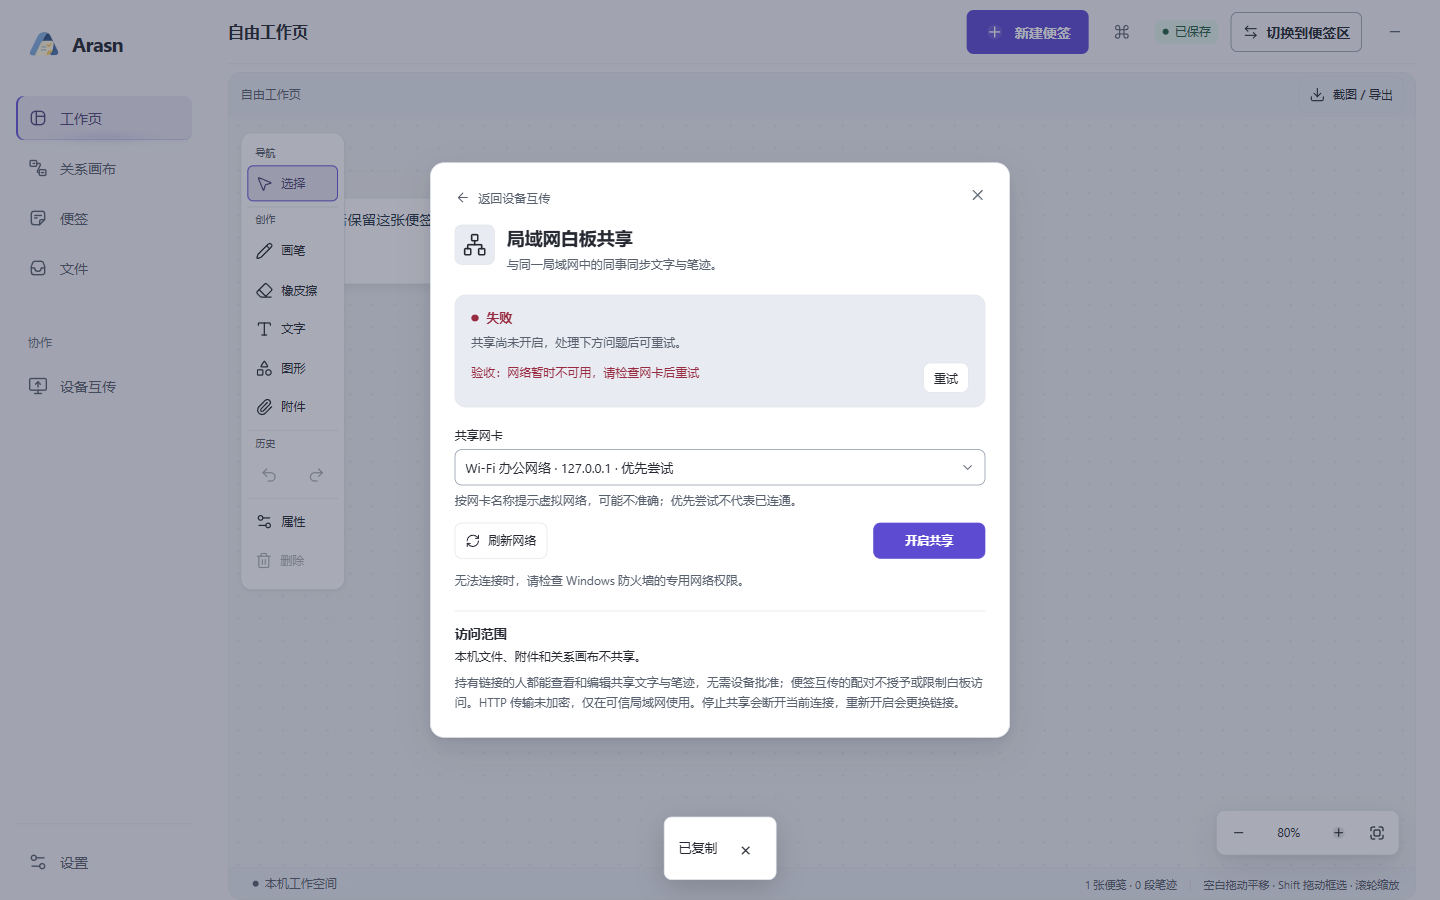 Arasn
自由工作页
新建便签
已保存
切换到便签区
工作页
关系画布
便签
文件
协作
设备互传
设置
自由工作页
截图 / 导出
导航
选择
创作
画笔
橡皮擦
文字
图形
附件
历史
属性
删除
保留这张便签
返回设备互传
局域网白板共享
与同一局域网中的同事同步文字与笔迹。
失败
共享尚未开启，处理下方问题后可重试。
验收：网络暂时不可用，请检查网卡后重试
重试
共享网卡
Wi-Fi 办公网络 · 127.0.0.1 · 优先尝试
按网卡名称提示虚拟网络，可能不准确；优先尝试不代表已连通。
刷新网络
开启共享
无法连接时，请检查 Windows 防火墙的专用网络权限。
访问范围
本机文件、附件和关系画布不共享。
持有链接的人都能查看和编辑共享文字与笔迹，无需设备批准；便签互传的配对不授予或限制白板访
问。HTTP 传输未加密，仅在可信局域网使用。停止共享会断开当前连接，重新开启会更换链接。
已复制
80%
本机工作空间
1 张便笺 · 0 段笔迹
空白拖动平移 · Shift 拖动框选 · 滚轮缩放